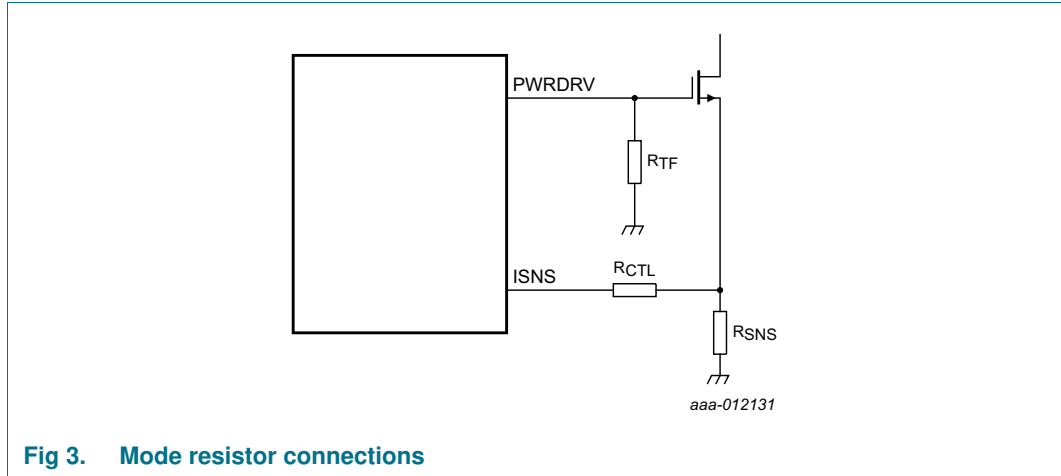 PWRDRV
RTF
ISNS
RCTL
RSNS
aaa-012131
Fig 3. Mode resistor connections